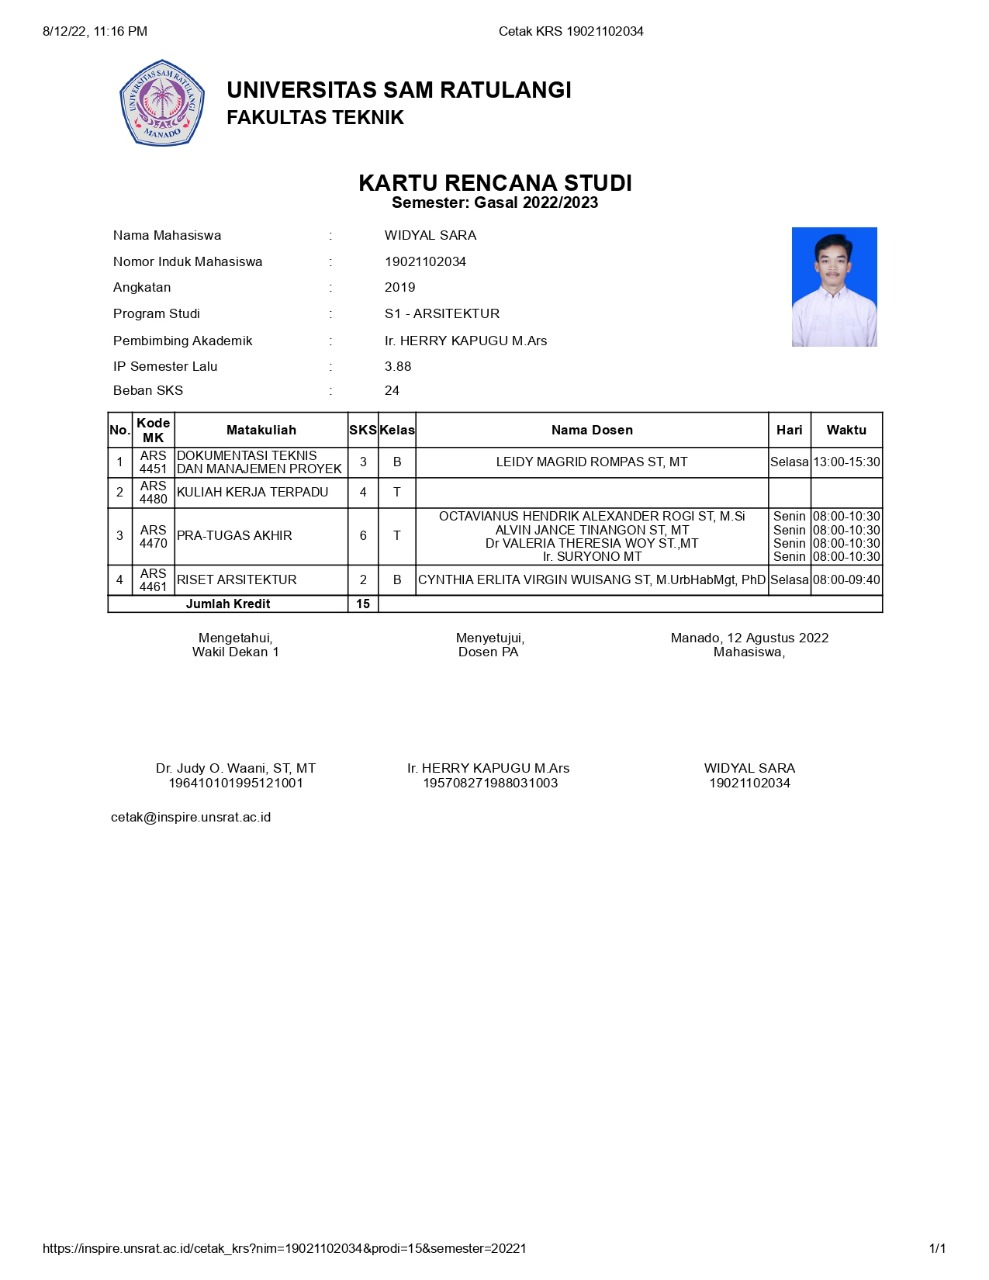 8/12/22, 11:16 PM Cetak KRS 19021102034
UNIVERSITAS SAM RATULANGI
MANADO
UNIVERSITAS SAM RATULANGI
FAKULTAS TEKNIK
KARTU RENCANA STUDI
Semester: Gasal 2022/2023
Nama Mahasiswa : WIDYAL SARA
Nomor Induk Mahasiswa : 19021102034
Angkatan : 2019
Program Studi : S1 - ARSITEKTUR
Pembimbing Akademik : Ir. HERRY KAPUGU M.Ars
IP Semester Lalu : 3.88
Beban SKS : 24
No. Kode MK Matakuliah SKS Kelas Nama Dosen Hari Waktu
1 ARS 4451 DOKUMENTASI TEKNIS DAN MANAJEMEN PROYEK 3 B LEIDY MAGRID ROMPAS ST, MT Selasa 13:00-15:30
2 ARS 4480 KULIAH KERJA TERPADU 4 T
3 ARS 4470 PRA-TUGAS AKHIR 6 T OCTAVIANUS HENDRIK ALEXANDER ROGI ST, M.Si Senin 08:00-10:30
ALVIN JANCE TINANGON ST, MT Senin 08:00-10:30
Dr VALERIA THERESIA WOY ST.,MT Senin 08:00-10:30
Ir. SURYONO MT Senin 08:00-10:30
4 ARS 4461 RISET ARSITEKTUR 2 B CYNTHIA ERLITA VIRGIN WUISANG ST, M.UrbHabMgt, PhD Selasa 08:00-09:40
Jumlah Kredit 15
Mengetahui, Menyetujui, Manado, 12 Agustus 2022
Wakil Dekan 1 Dosen PA Mahasiswa,
Dr. Judy O. Waani, ST, MT Ir. HERRY KAPUGU M.Ars WIDYAL SARA
196410101995121001 195708271988031003 19021102034
cetak@inspire.unsrat.ac.id
https://inspire.unsrat.ac.id/cetak_krs?nim=19021102034&prodi=15&semester=20221 1/1